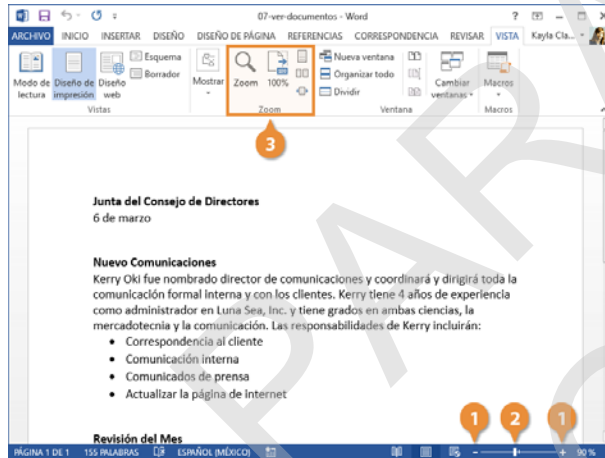 07-ver-documentos - Word
ARCHIVO INICIO INSERTAR DISEÑO DISEÑO DE PÁGINA REFERENCIAS CORRESPONDENCIA REVISAR VISTA Kayla Cla...
Modo de lectura
Diseño de impresión
Diseño web
Esquema
Borrador
Vistas
Mostrar
Zoom
100%
Zoom
Nueva ventana
Organizar todo
Dividir
Cambiar ventanas
Ventana
Macros
Macros
3
Junta del Consejo de Directores
6 de marzo
Nuevo Comunicaciones
Kerry Oki fue nombrado director de comunicaciones y coordinará y dirigirá toda la
comunicación formal interna y con los clientes. Kerry tiene 4 años de experiencia
como administrador en Luna Sea, Inc. y tiene grados en ambas ciencias, la
mercadotecnia y la comunicación. Las responsabilidades de Kerry incluirán:
• Correspondencia al cliente
• Comunicación interna
• Comunicados de prensa
• Actualizar la página de internet
1 2 1
Revisión del Mes
PÁGINA 1 DE 1 155 PALABRAS ESPAÑOL (MÉXICO) - + 90 %